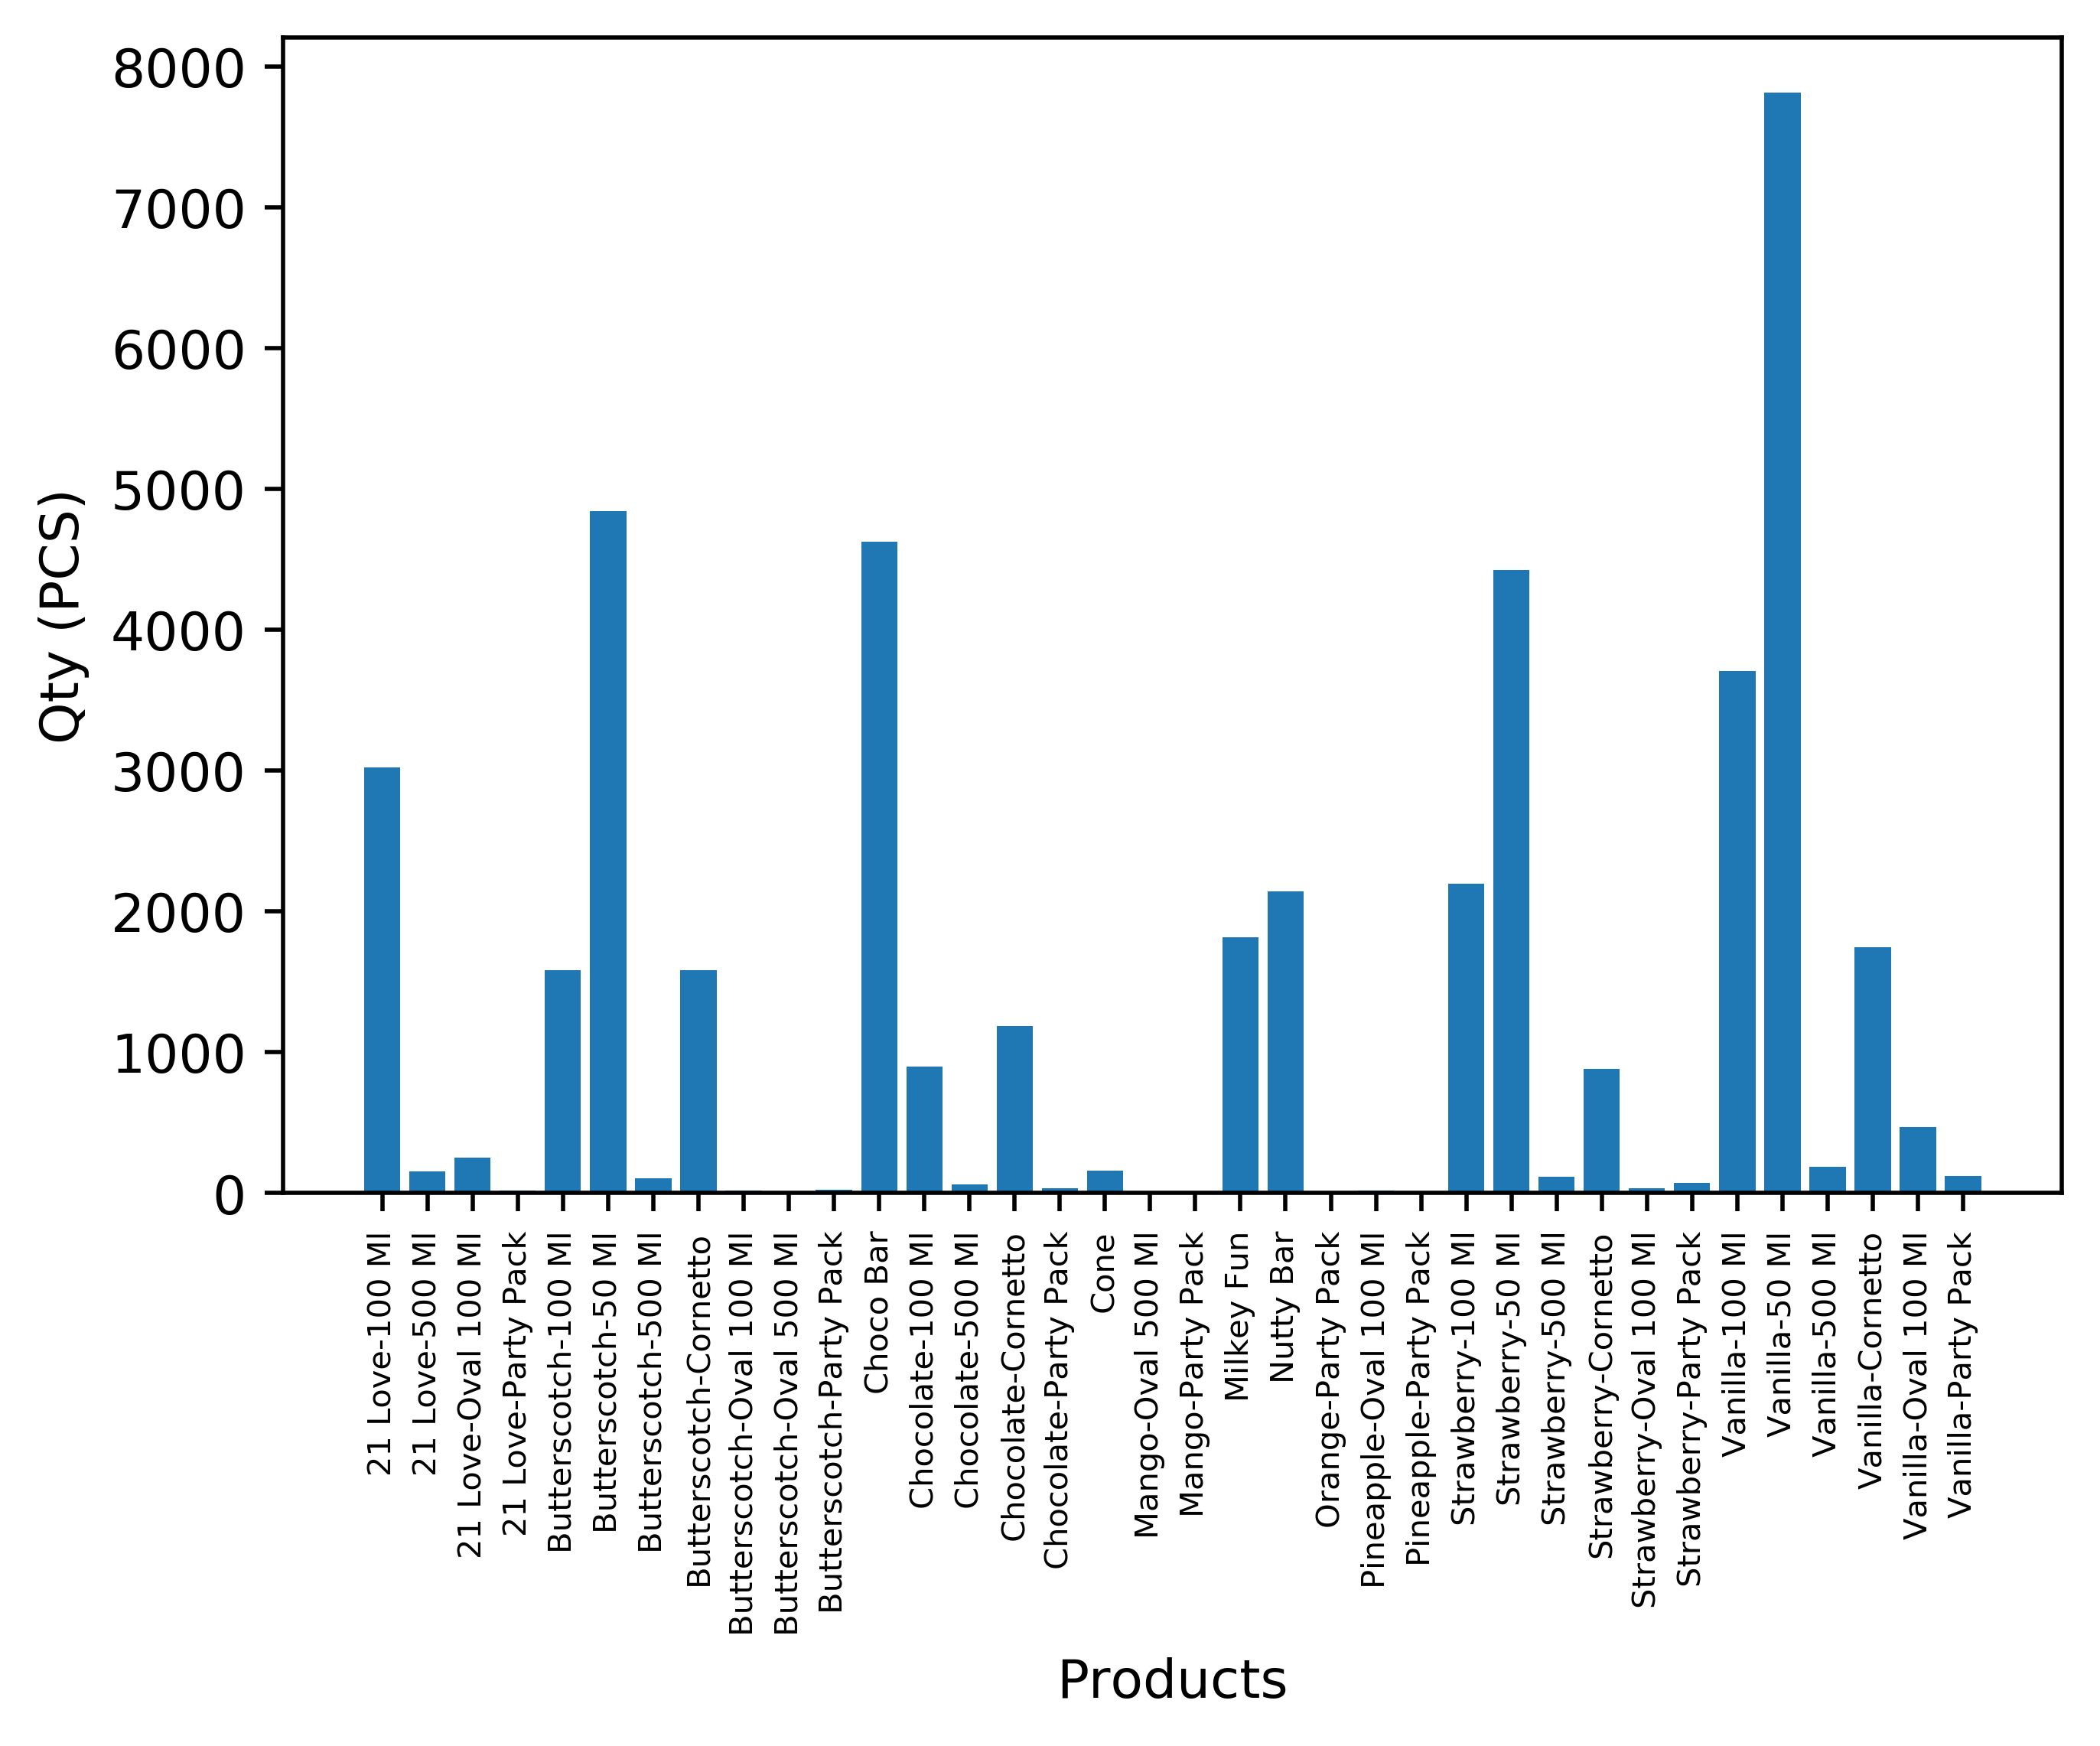 8000
7000
6000
5000
4000
3000
2000
1000
0
Qty (PCS)
21 Love-100 Ml
21 Love-500 Ml
21 Love-Oval 100 Ml
21 Love-Party Pack
Butterscotch-100 Ml
Butterscotch-50 Ml
Butterscotch-500 Ml
Butterscotch-Cornetto
Butterscotch-Oval 100 Ml
Butterscotch-Oval 500 Ml
Butterscotch-Party Pack
Choco Bar
Chocolate-100 Ml
Chocolate-500 Ml
Chocolate-Cornetto
Chocolate-Party Pack
Cone
Mango-Oval 500 Ml
Mango-Party Pack
Milkey Fun
Nutty Bar
Orange-Party Pack
Pineapple-Oval 100 Ml
Pineapple-Party Pack
Strawberry-100 Ml
Strawberry-50 Ml
Strawberry-500 Ml
Strawberry-Cornetto
Strawberry-Oval 100 Ml
Strawberry-Party Pack
Vanilla-100 Ml
Vanilla-50 Ml
Vanilla-500 Ml
Vanilla-Cornetto
Vanilla-Oval 100 Ml
Vanilla-Party Pack
Products